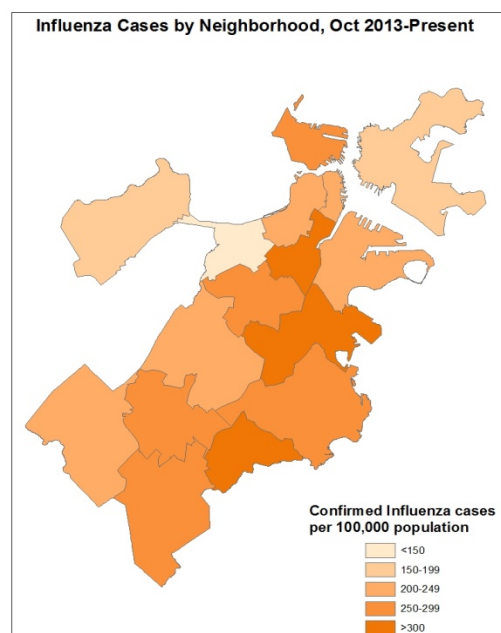 Influenza Cases by Neighborhood, Oct 2013-Present
Confirmed Influenza cases
per 100,000 population
<150
150-199
200-249
250-299
>300